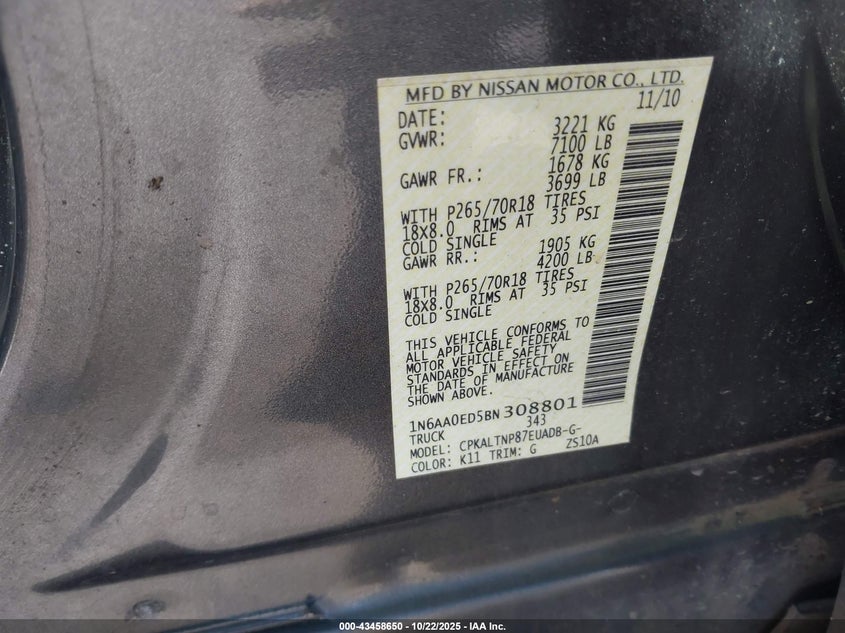 MFD BY NISSAN MOTOR CO., LTD.
DATE: 11/10
GVWR: 3221 KG
7100 LB
GAWR FR.: 1678 KG
3699 LB
WITH P265/70R18 TIRES
18X8.0 RIMS AT 35 PSI
COLD SINGLE
GAWR RR.: 1905 KG
4200 LB
WITH P265/70R18 TIRES
18X8.0 RIMS AT 35 PSI
COLD SINGLE
THIS VEHICLE CONFORMS TO
ALL APPLICABLE FEDERAL
MOTOR VEHICLE SAFETY
STANDARDS IN EFFECT ON
THE DATE OF MANUFACTURE
SHOWN ABOVE.
1N6AA0ED5BN308801
TRUCK 343
MODEL: CPKALTNP87EUADB-G-
COLOR: K11 TRIM: G ZS10A
000-43458650 - 10/22/2025 - IAA Inc.